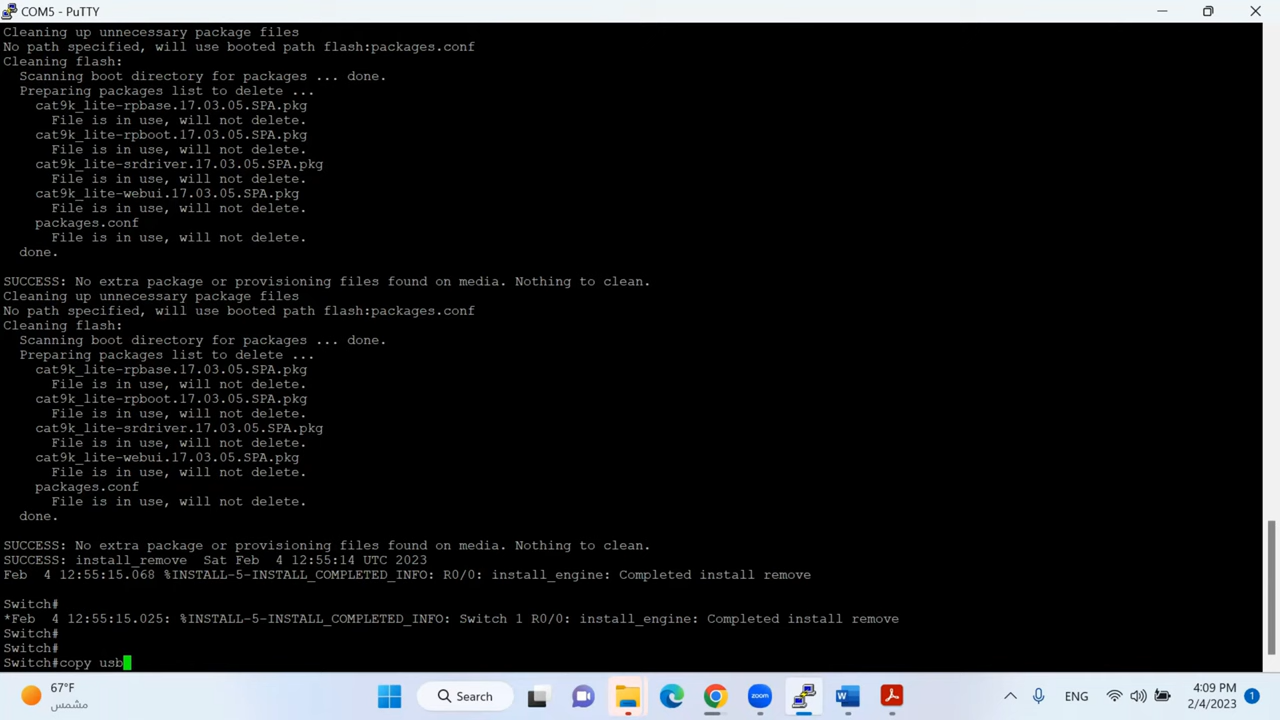 COM5 - PuTTY
Cleaning up unnecessary package files
No path specified, will use booted path flash:packages.conf
Cleaning flash:
  Scanning boot directory for packages ... done.
  Preparing packages list to delete ...
    cat9k_lite-rpbase.17.03.05.SPA.pkg
      File is in use, will not delete.
    cat9k_lite-rpboot.17.03.05.SPA.pkg
      File is in use, will not delete.
    cat9k_lite-srdriver.17.03.05.SPA.pkg
      File is in use, will not delete.
    cat9k_lite-webui.17.03.05.SPA.pkg
      File is in use, will not delete.
    packages.conf
      File is in use, will not delete.
  done.
SUCCESS: No extra package or provisioning files found on media. Nothing to clean.
Cleaning up unnecessary package files
No path specified, will use booted path flash:packages.conf
Cleaning flash:
  Scanning boot directory for packages ... done.
  Preparing packages list to delete ...
    cat9k_lite-rpbase.17.03.05.SPA.pkg
      File is in use, will not delete.
    cat9k_lite-rpboot.17.03.05.SPA.pkg
      File is in use, will not delete.
    cat9k_lite-srdriver.17.03.05.SPA.pkg
      File is in use, will not delete.
    cat9k_lite-webui.17.03.05.SPA.pkg
      File is in use, will not delete.
    packages.conf
      File is in use, will not delete.
  done.
SUCCESS: No extra package or provisioning files found on media. Nothing to clean.
SUCCESS: install_remove  Sat Feb  4 12:55:14 UTC 2023
Feb  4 12:55:15.068 %INSTALL-5-INSTALL_COMPLETED_INFO: R0/0: install_engine: Completed install remove
Switch#
*Feb  4 12:55:15.025: %INSTALL-5-INSTALL_COMPLETED_INFO: Switch 1 R0/0: install_engine: Completed install remove
Switch#
Switch#
Switch#copy usb
67°F
مشمس
Search
zoom
ENG
4:09 PM
2/4/2023
1